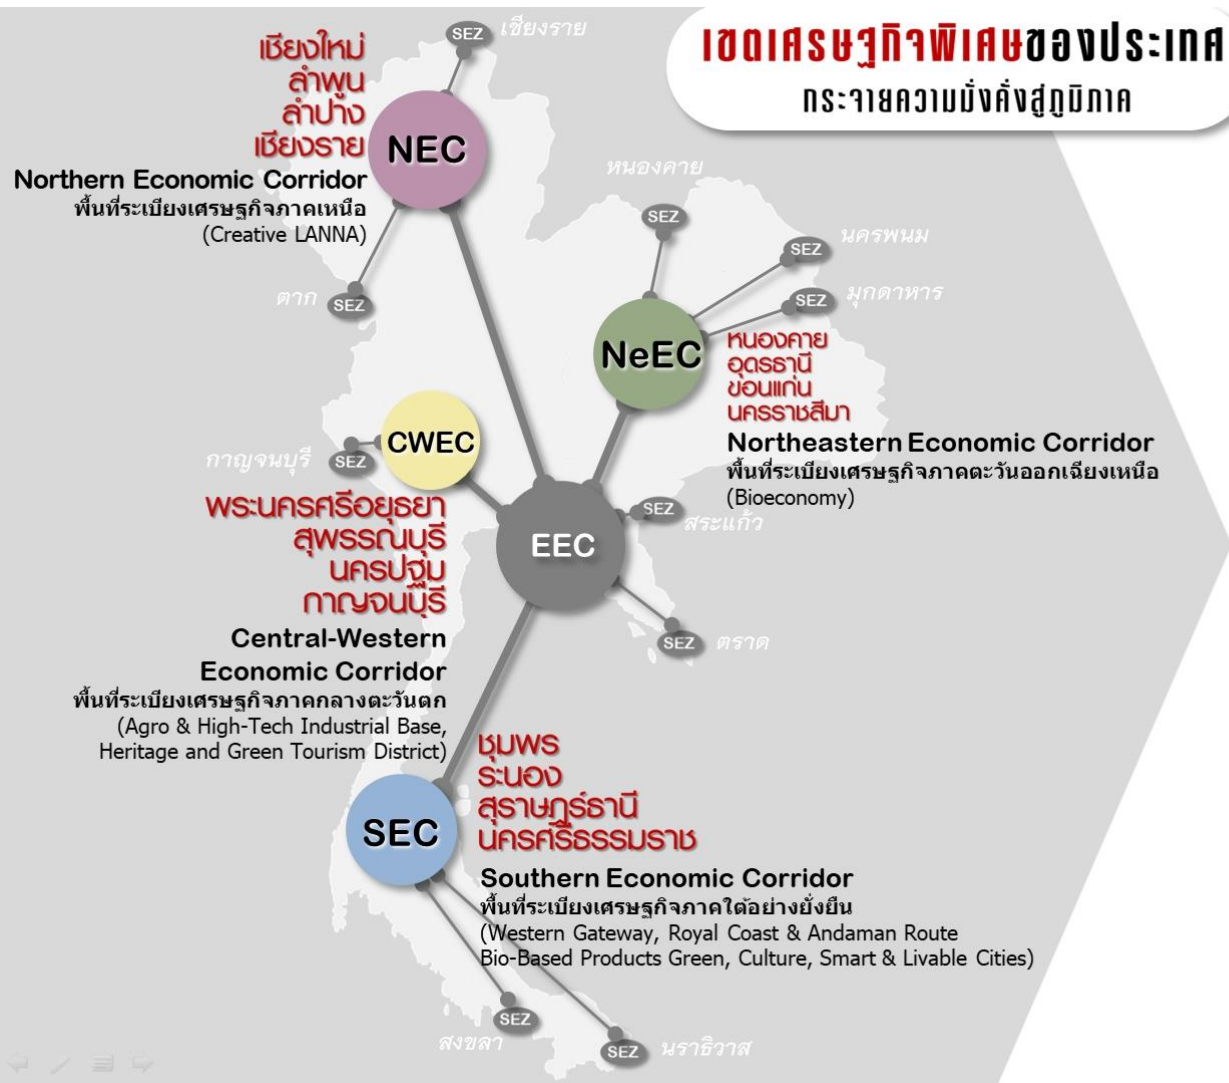 เขตเศรษฐกิจพิเศษของประเทศ
กระจายความมั่งคั่งสู่ภูมิภาค
SEZ เชียงราย
เชียงใหม่
ลำพูน
ลำปาง
เชียงราย
NEC
Northern Economic Corridor
พื้นที่ระเบียงเศรษฐกิจภาคเหนือ
(Creative LANNA)
ตาก SEZ
หนองคาย
SEZ
SEZ นครพนม
SEZ มุกดาหาร
NeEC
หนองคาย
อุดรธานี
ขอนแก่น
นครราชสีมา
Northeastern Economic Corridor
พื้นที่ระเบียงเศรษฐกิจภาคตะวันออกเฉียงเหนือ
(Bioeconomy)
CWEC
กาญจนบุรี SEZ
พระนครศรีอยุธยา
สุพรรณบุรี
นครปฐม
กาญจนบุรี
Central-Western
Economic Corridor
พื้นที่ระเบียงเศรษฐกิจภาคกลางตะวันตก
(Agro & High-Tech Industrial Base,
Heritage and Green Tourism District)
EEC
SEZ สระแก้ว
SEZ ตราด
SEC
ชุมพร
ระนอง
สุราษฎร์ธานี
นครศรีธรรมราช
Southern Economic Corridor
พื้นที่ระเบียงเศรษฐกิจภาคใต้อย่างยั่งยืน
(Western Gateway, Royal Coast & Andaman Route
Bio-Based Products Green, Culture, Smart & Livable Cities)
SEZ
สงขลา
SEZ นราธิวาส